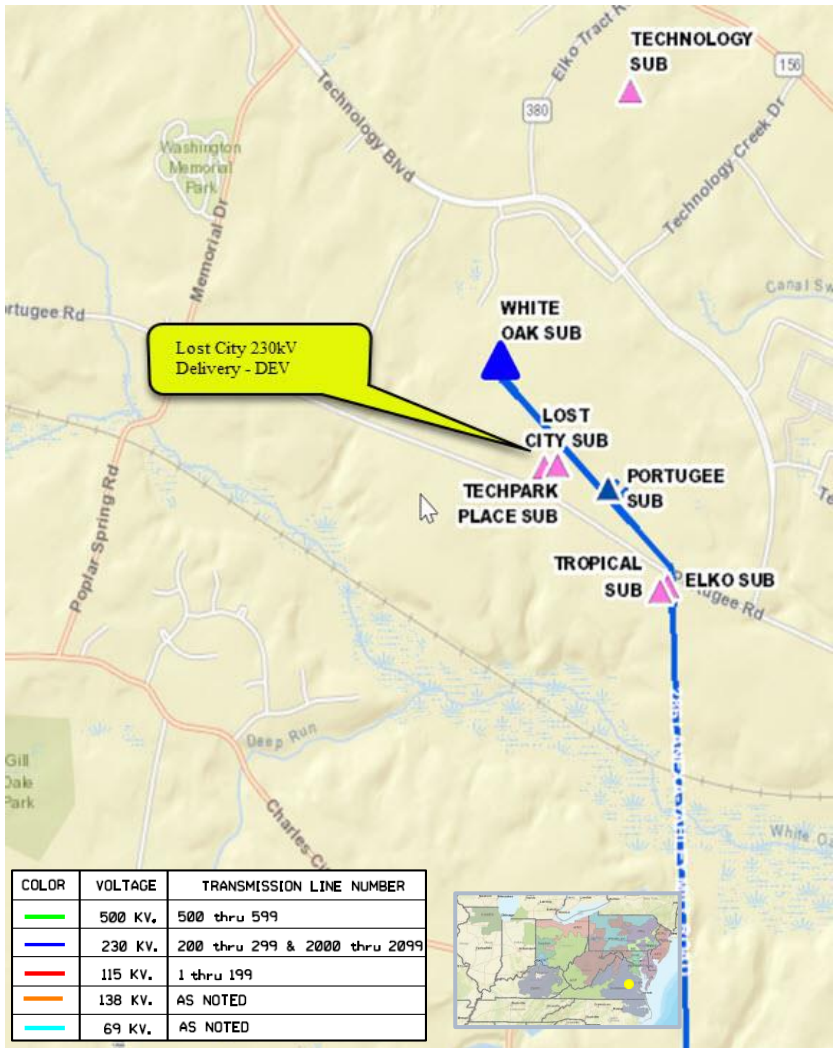 TECHNOLOGY
SUB
Elko Tract
156
380
Technology Blvd
Technology Creek Dr
Washington
Memorial
Park
Memorial Dr
Canal Sw
rtugee Rd
WHITE
OAK SUB
Lost City 230kV
Delivery - DEV
LOST
CITY SUB
TECHPARK
PLACE SUB
PORTUGEE
SUB
Poplar Spring Rd
TROPICAL
SUB
ELKO SUB
tugee Rd
Deep Run
Gill
Dale
Park
Charles Ci
White Oa
COLOR VOLTAGE TRANSMISSION LINE NUMBER
500 KV. 500 thru 599
230 KV. 200 thru 299 & 2000 thru 2099
115 KV. 1 thru 199
138 KV. AS NOTED
69 KV. AS NOTED